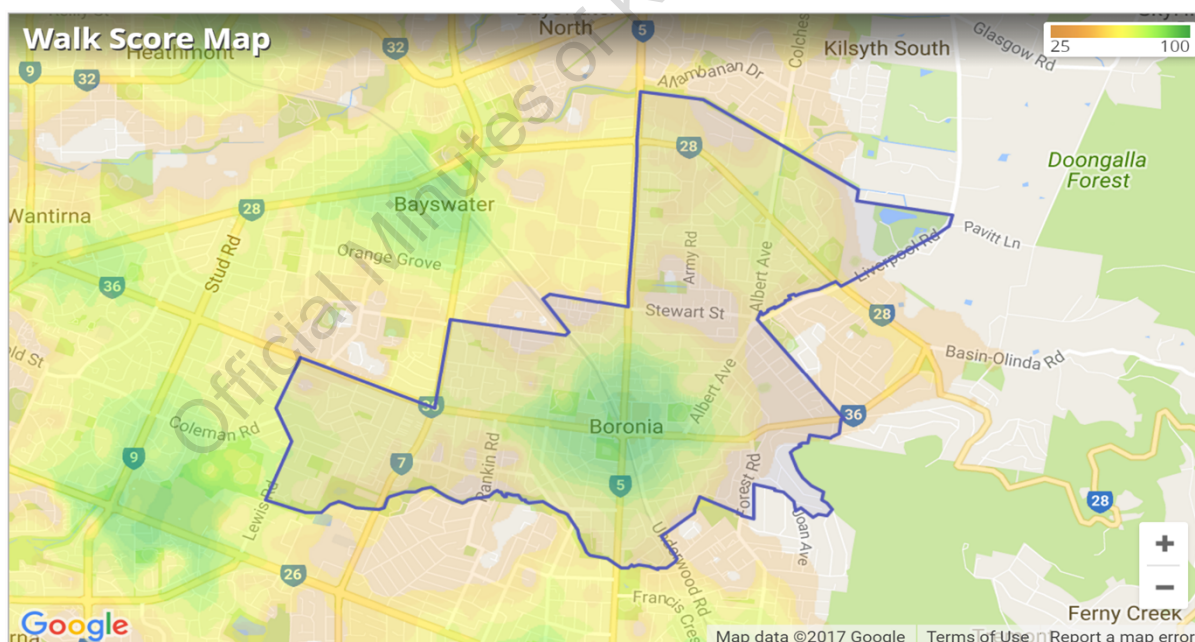 Walk Score Map
Heathmont
North
Kilsyth South
Glasgow Rd
25
100
5
32
9
32
Allambanan Dr
Colches
28
Doongalla
Forest
Bayswater
Wantirna
28
Pavitt Ln
Stud Rd
Orange Grove
Army Rd
Albert Ave
Liverpool Rd
36
Stewart St
28
Basin-Olinda Rd
ld St
Albert Ave
36
36
Boronia
Coleman Rd
9
7
Rankin Rd
5
Forest Rd
28
Lewis Rd
Joan Ave
Underwood Rd
26
Francis Cres
Ferny Creek
+
−
Google
Map data ©2017 Google
Terms of Use
Report a map error
Official Minutes of K